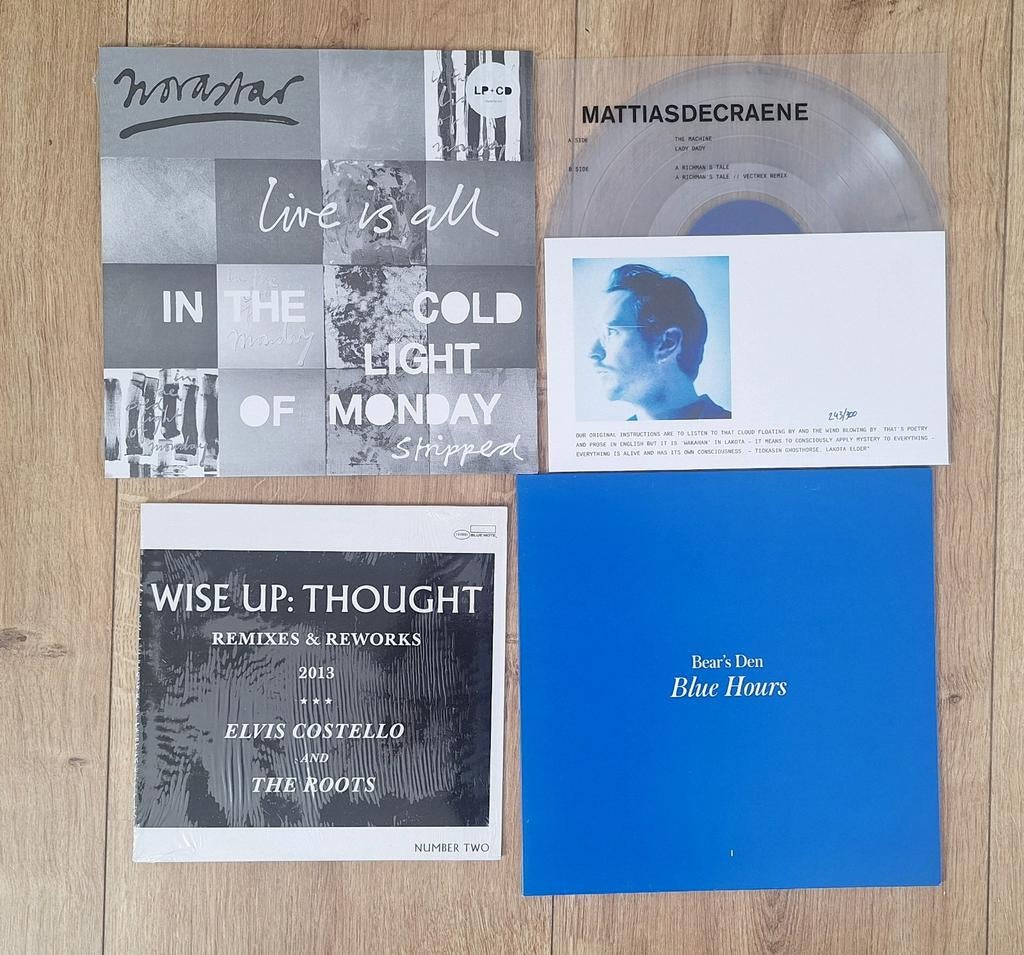 novastar
LP+CD
live is all
IN THE COLD
LIGHT
OF MONDAY
stripped
MATTIASDECRAENE
A SIDE
THE MACHINE
LADY DADY
B SIDE
A RICHMAN'S TALE
A RICHMAN'S TALE // VECTREX REMIX
243/300
OUR ORIGINAL INSTRUCTIONS ARE TO LISTEN TO THAT CLOUD FLOATING BY AND THE WIND BLOWING BY. THAT'S POETRY
AND PROSE IN ENGLISH BUT IT IS 'WAKAHAN' IN LAKOTA – IT MEANS TO CONSCIOUSLY APPLY MYSTERY TO EVERYTHING –
EVERYTHING IS ALIVE AND HAS ITS OWN CONSCIOUSNESS. – TIOKASIN GHOSTHORSE, LAKOTA ELDER"
BLUE NOTE
WISE UP: THOUGHT
REMIXES & REWORKS
2013
★★★
ELVIS COSTELLO
AND
THE ROOTS
NUMBER TWO
Bear's Den
Blue Hours
I